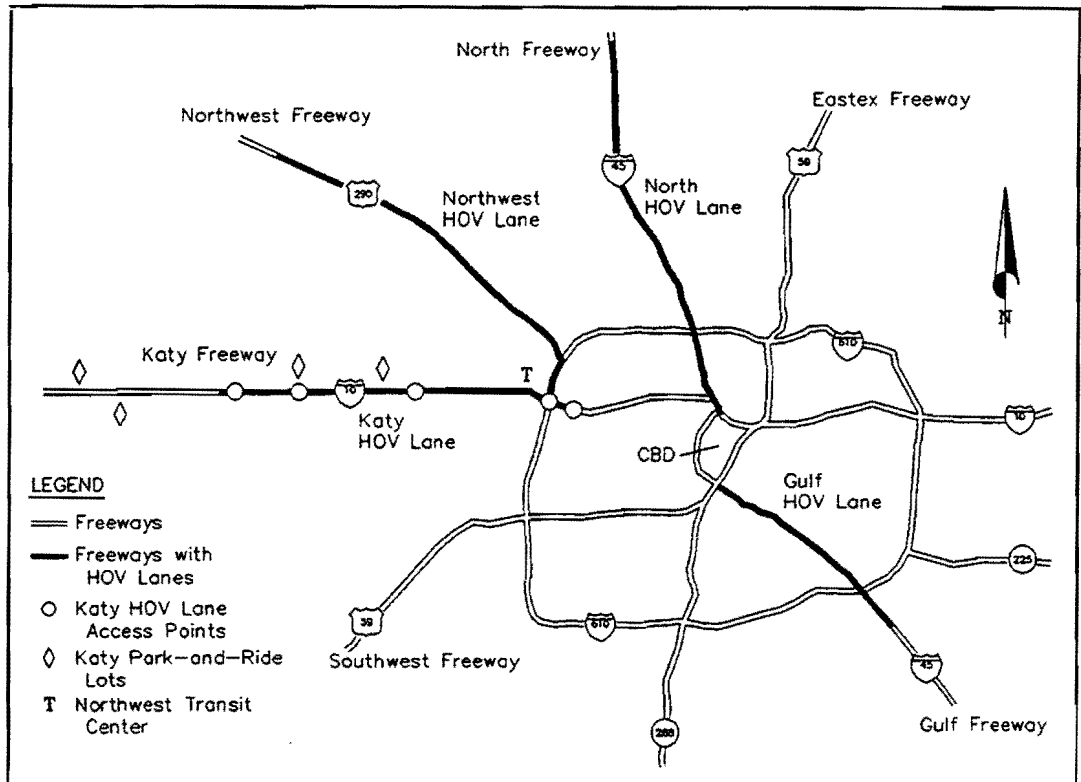 North Freeway
Eastex Freeway
Northwest Freeway
59
45
290
North
HOV Lane
Northwest
HOV Lane
N
610
Katy Freeway
T
10
Katy
HOV Lane
10
CBD
Gulf
HOV Lane
LEGEND
Freeways
Freeways with
HOV Lanes
Katy HOV Lane
Access Points
Katy Park-and-Ride
Lots
T Northwest Transit
Center
225
59
610
Southwest Freeway
45
Gulf Freeway
288